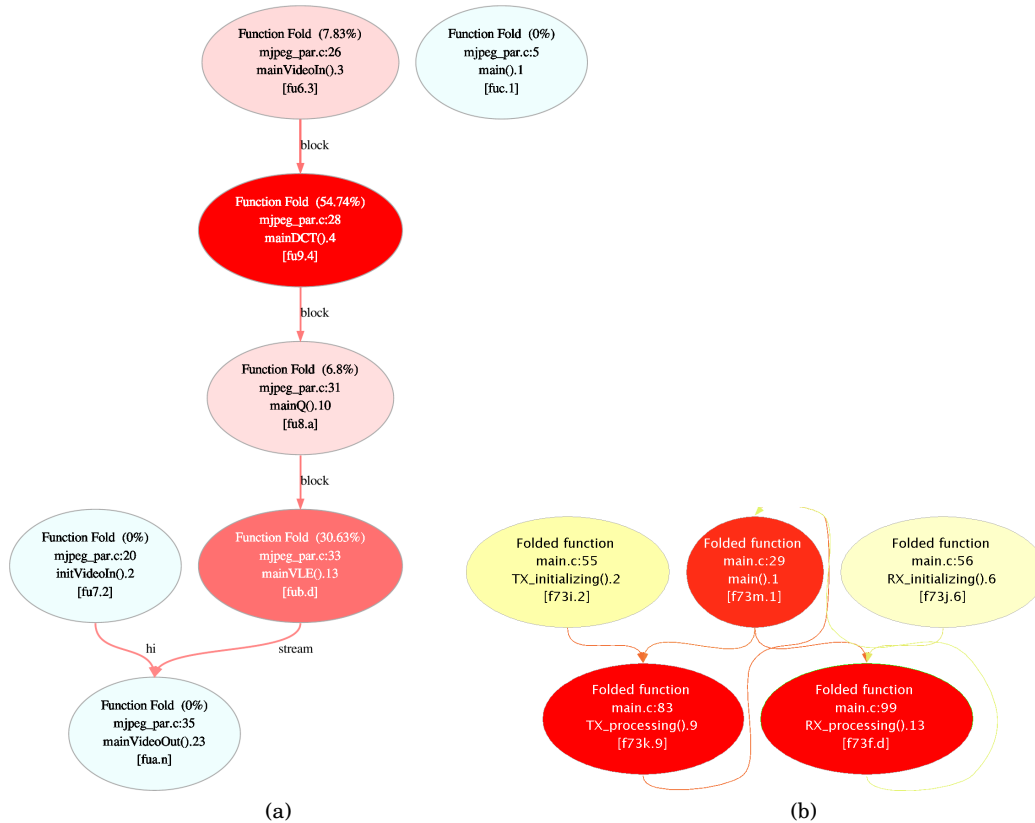 Function Fold (7.83%)
mjpeg_par.c:26
mainVideoIn().3
[fu6.3]
Function Fold (0%)
mjpeg_par.c:5
main().1
[fuc.1]
block
Function Fold (54.74%)
mjpeg_par.c:28
mainDCT().4
[fu9.4]
block
Function Fold (6.8%)
mjpeg_par.c:31
mainQ().10
[fu8.a]
block
Function Fold (0%)
mjpeg_par.c:20
initVideoIn().2
[fu7.2]
Function Fold (30.63%)
mjpeg_par.c:33
mainVLE().13
[fub.d]
hi
stream
Function Fold (0%)
mjpeg_par.c:35
mainVideoOut().23
[fua.n]
(a)
Folded function
main.c:55
TX_initializing().2
[f73i.2]
Folded function
main.c:29
main().1
[f73m.1]
Folded function
main.c:56
RX_initializing().6
[f73j.6]
Folded function
main.c:83
TX_processing().9
[f73k.9]
Folded function
main.c:99
RX_processing().13
[f73f.d]
(b)